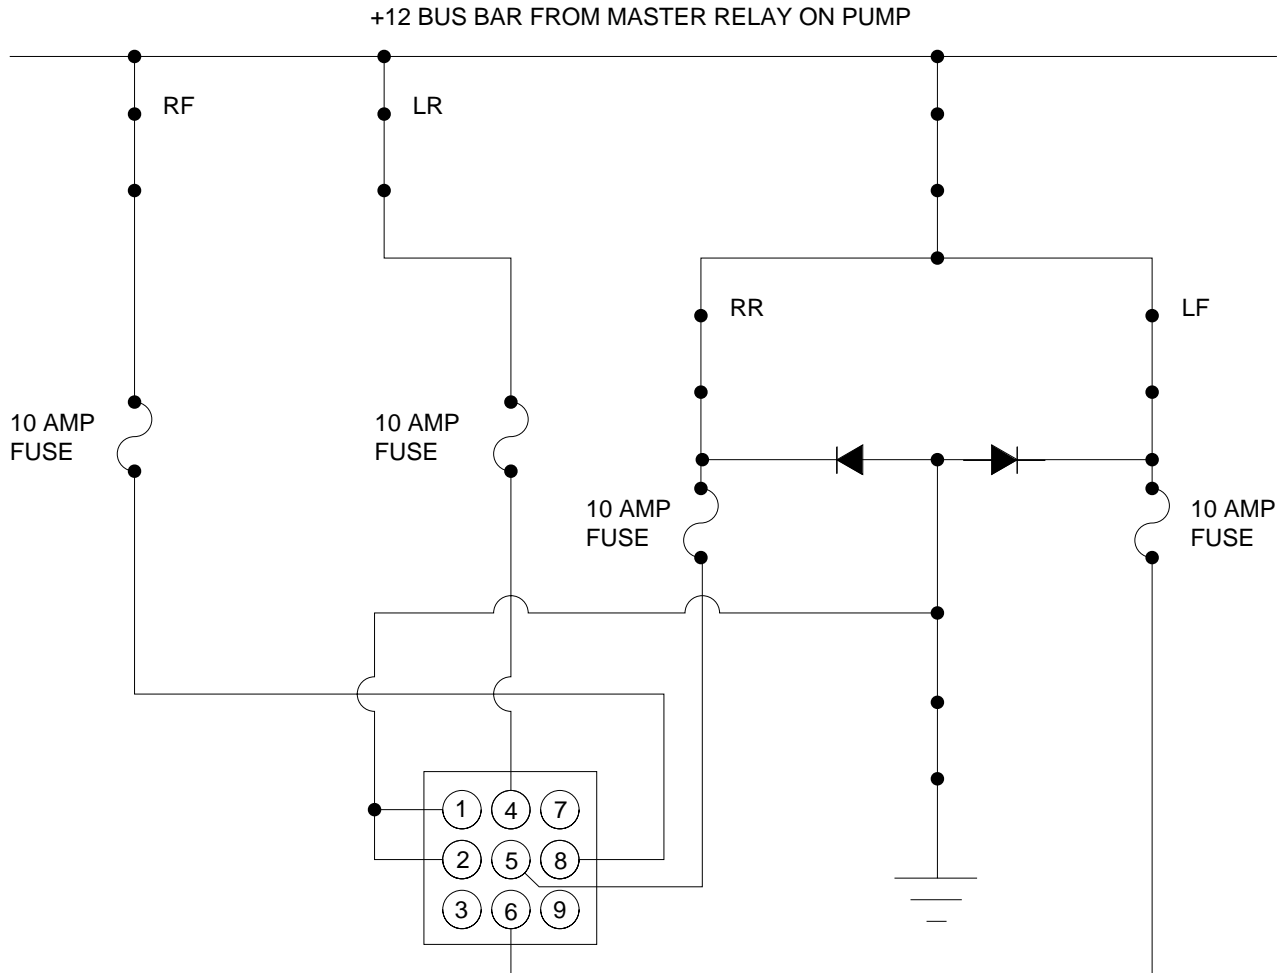 +12 BUS BAR FROM MASTER RELAY ON PUMP
RF
LR
RR
LF
10 AMP
FUSE
10 AMP
FUSE
10 AMP
FUSE
10 AMP
FUSE
1 4 7
2 5 8
3 6 9